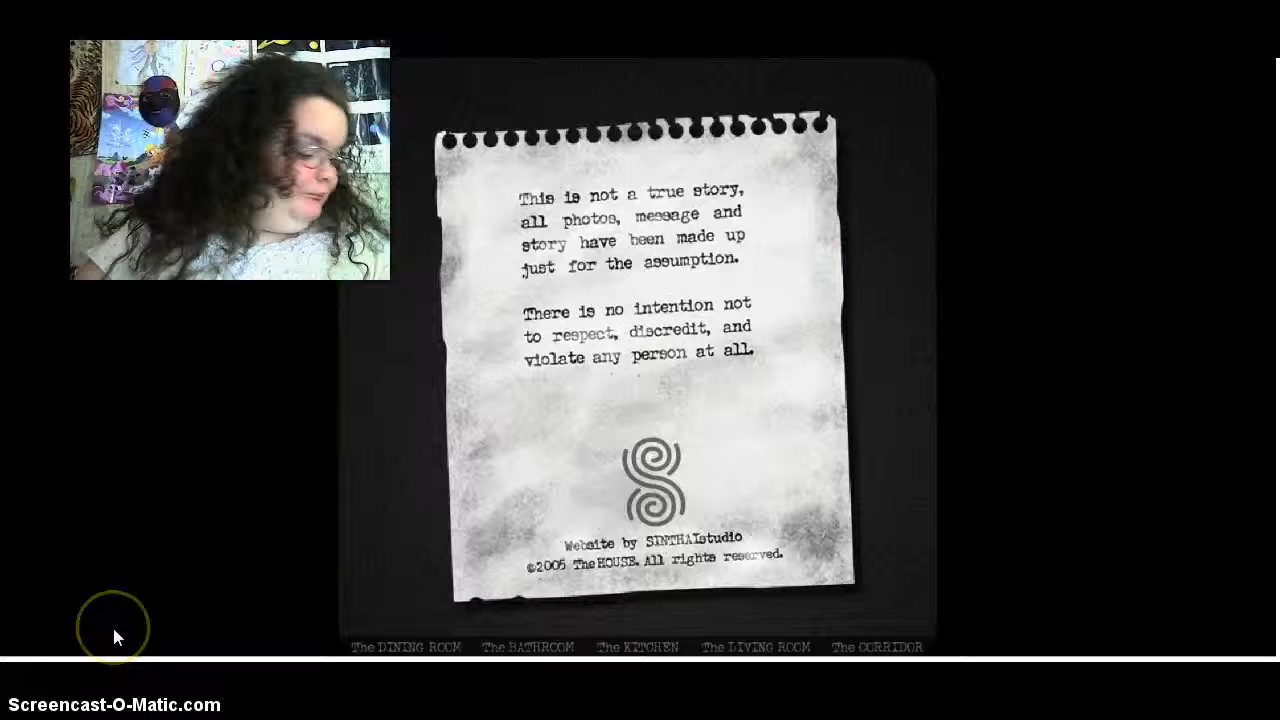 This is not a true story,
all photos, message and
story have been made up
just for the assumption.
There is no intention not
to respect, discredit, and
violate any person at all.
Website by SINTHAIstudio
©2005 The HOUSE. All rights reserved.
The DINING ROOM The BATHROOM The KITCHEN The LIVING ROOM The CORRIDOR
Screencast-O-Matic.com